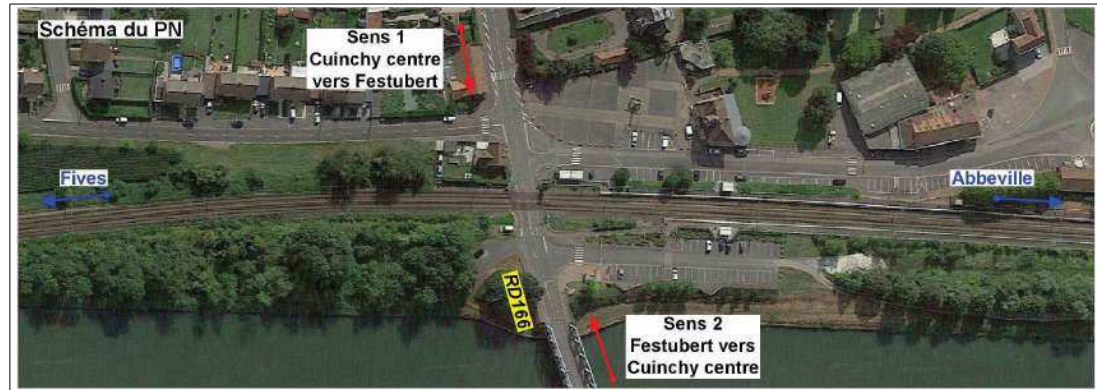 Schéma du PN
Sens 1
Cuinchy centre
vers Festubert
Fives
Abbeville
RD166
Sens 2
Festubert vers
Cuinchy centre